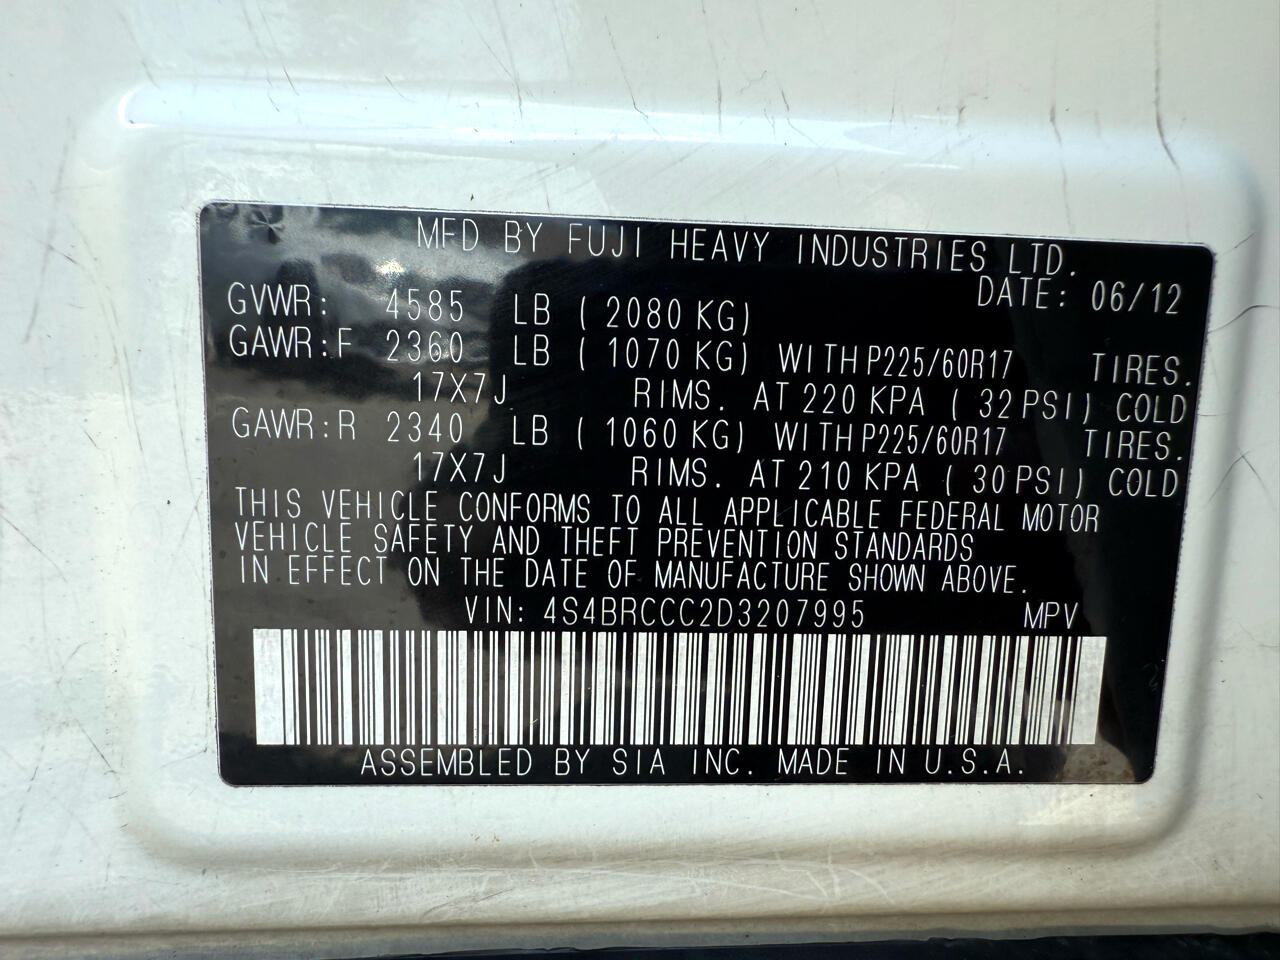 MFD BY FUJI HEAVY INDUSTRIES LTD.
DATE: 06/12
GVWR: 4585 LB ( 2080 KG)
GAWR:F 2360 LB ( 1070 KG) WITH P225/60R17 TIRES.
17X7J RIMS. AT 220 KPA ( 32 PSI) COLD
GAWR:R 2340 LB ( 1060 KG) WITH P225/60R17 TIRES.
17X7J RIMS. AT 210 KPA ( 30 PSI) COLD
THIS VEHICLE CONFORMS TO ALL APPLICABLE FEDERAL MOTOR
VEHICLE SAFETY AND THEFT PREVENTION STANDARDS
IN EFFECT ON THE DATE OF MANUFACTURE SHOWN ABOVE.
VIN: 4S4BRCCC2D3207995 MPV
ASSEMBLED BY SIA INC. MADE IN U.S.A.